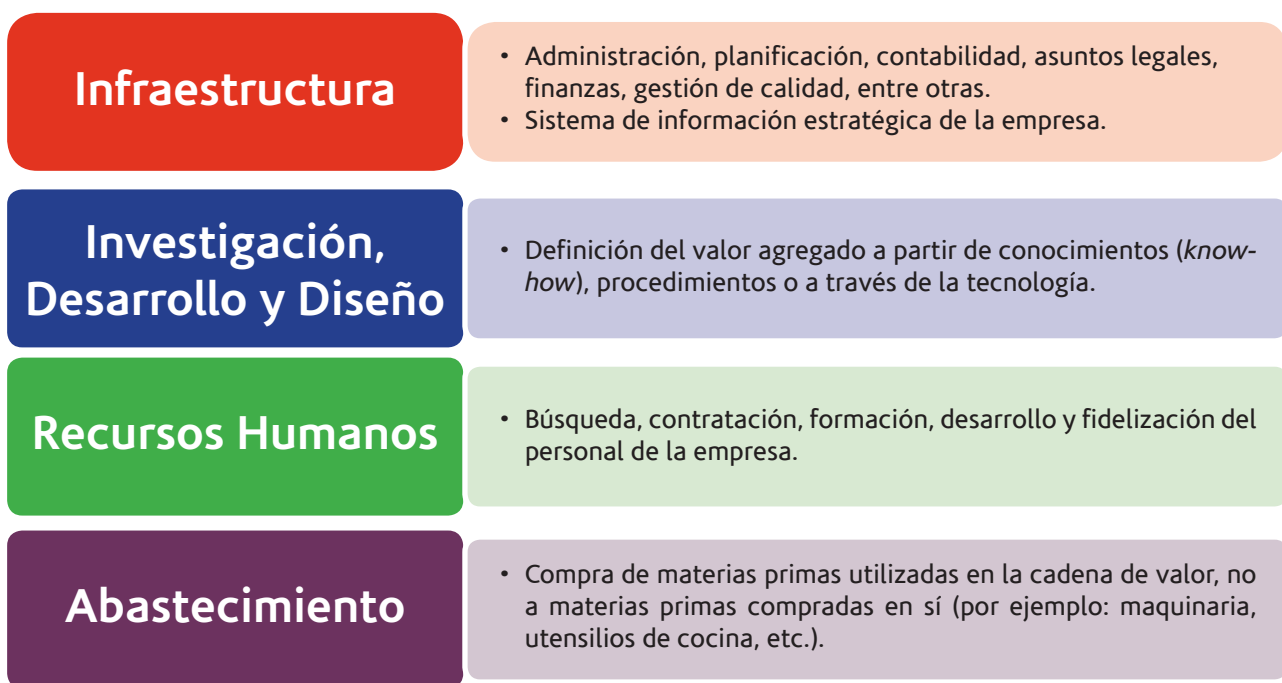 Infraestructura
• Administración, planificación, contabilidad, asuntos legales,
finanzas, gestión de calidad, entre otras.
• Sistema de información estratégica de la empresa.
Investigación,
Desarrollo y Diseño
• Definición del valor agregado a partir de conocimientos (know-
how), procedimientos o a través de la tecnología.
Recursos Humanos
• Búsqueda, contratación, formación, desarrollo y fidelización del
personal de la empresa.
Abastecimiento
• Compra de materias primas utilizadas en la cadena de valor, no
a materias primas compradas en sí (por ejemplo: maquinaria,
utensilios de cocina, etc.).